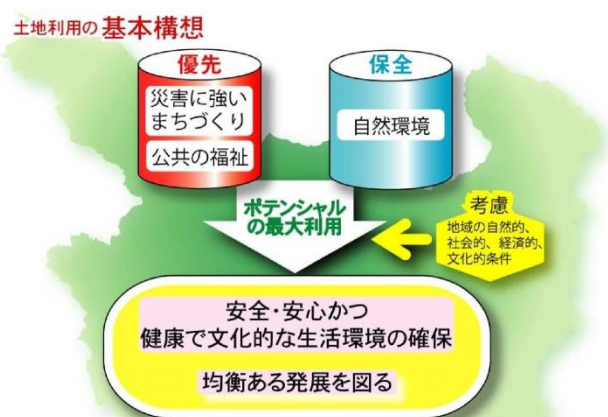 土地利用の基本構想
優先
災害に強い
まちづくり
公共の福祉
保全
自然環境
ポテンシャル
の最大利用
考慮
地域の自然的、
社会的、経済的、
文化的条件
安全・安心かつ
健康で文化的な生活環境の確保
均衡ある発展を図る